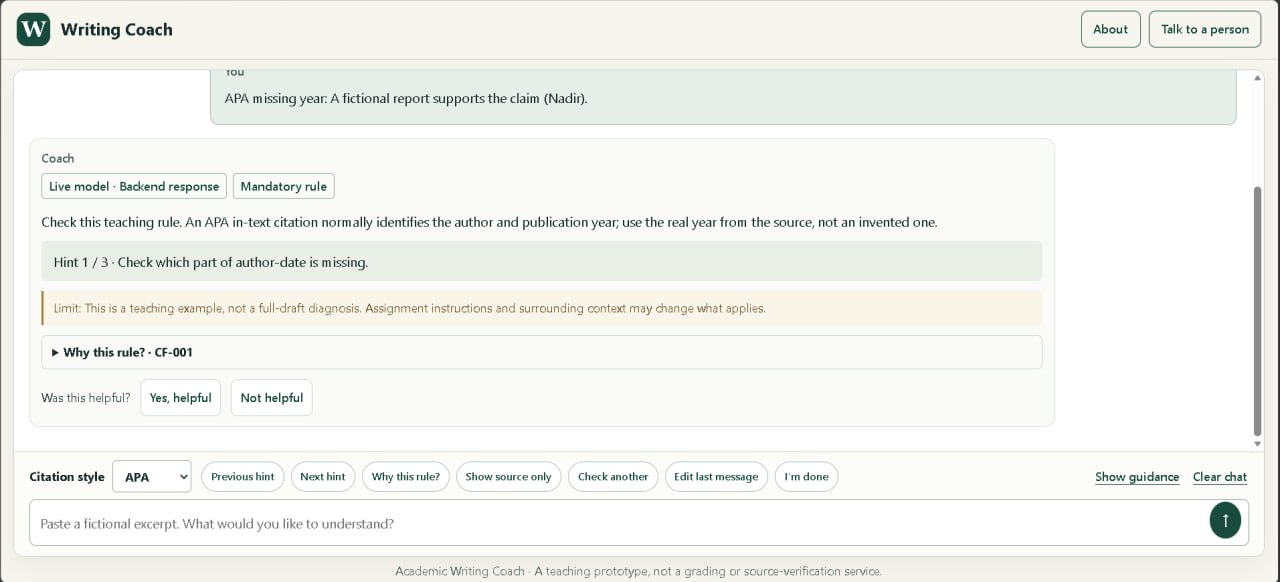 W Writing Coach About Talk to a person
You
APA missing year: A fictional report supports the claim (Nadir).
Coach
Live model · Backend response Mandatory rule
Check this teaching rule. An APA in-text citation normally identifies the author and publication year; use the real year from the source, not an invented one.
Hint 1 / 3 · Check which part of author-date is missing.
Limit: This is a teaching example, not a full-draft diagnosis. Assignment instructions and surrounding context may change what applies.
▶ Why this rule? · CF-001
Was this helpful? Yes, helpful Not helpful
Citation style APA Previous hint Next hint Why this rule? Show source only Check another Edit last message I'm done Show guidance Clear chat
Paste a fictional excerpt. What would you like to understand? ↑
Academic Writing Coach · A teaching prototype, not a grading or source-verification service.